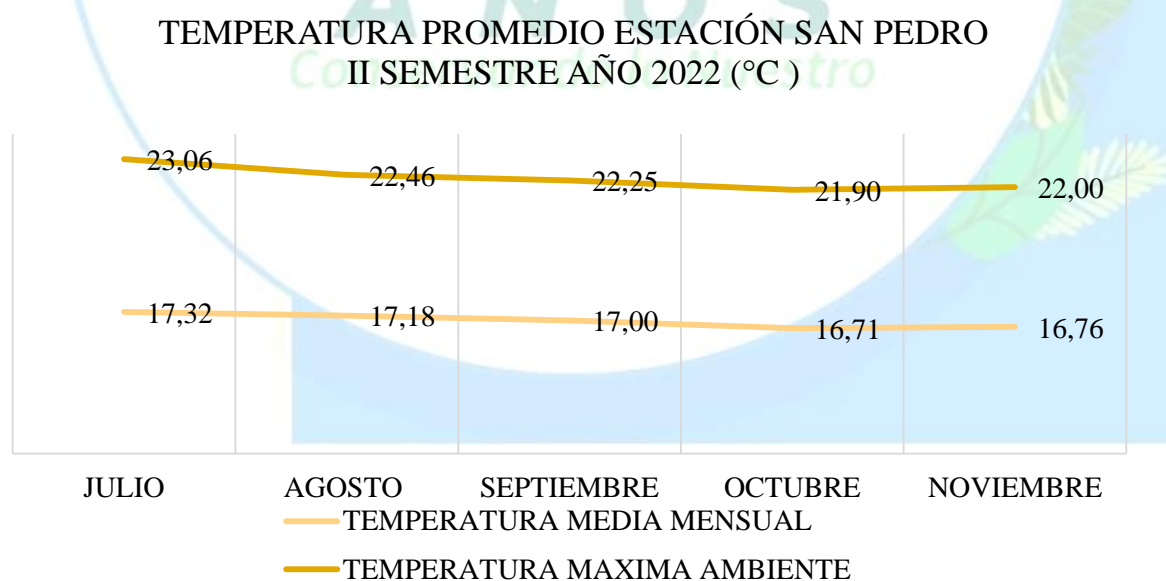 TEMPERATURA PROMEDIO ESTACIÓN SAN PEDRO
II SEMESTRE AÑO 2022 (°C )
23,06 22,46 22,25 21,90 22,00
17,32 17,18 17,00 16,71 16,76
JULIO AGOSTO SEPTIEMBRE OCTUBRE NOVIEMBRE
TEMPERATURA MEDIA MENSUAL
TEMPERATURA MAXIMA AMBIENTE